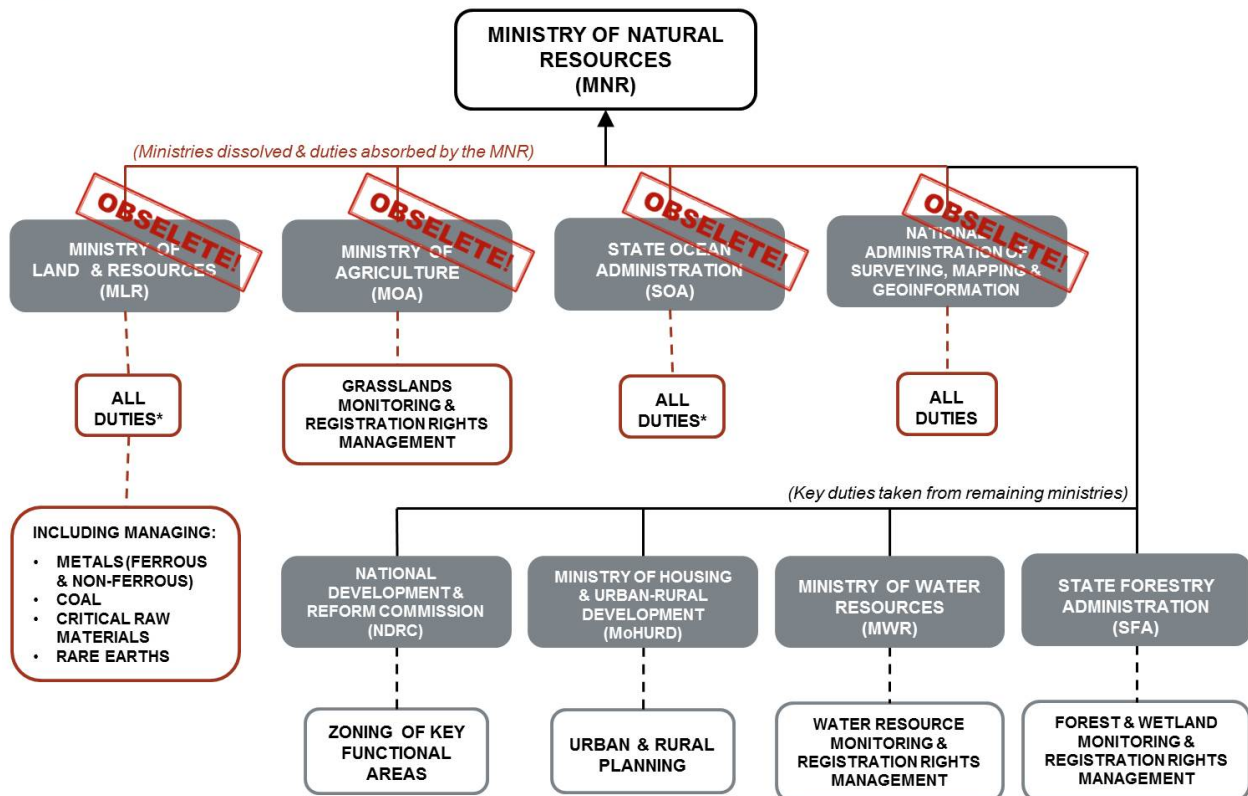 MINISTRY OF NATURAL
RESOURCES
(MNR)
(Ministries dissolved & duties absorbed by the MNR)
OBSELETE!
MINISTRY OF
LAND & RESOURCES
(MLR)
OBSELETE!
MINISTRY OF
AGRICULTURE
(MOA)
OBSELETE!
STATE OCEAN
ADMINISTRATION
(SOA)
OBSELETE!
NATIONAL
ADMINISTRATION OF
SURVEYING, MAPPING &
GEOINFORMATION
ALL
DUTIES*
GRASSLANDS
MONITORING &
REGISTRATION RIGHTS
MANAGEMENT
ALL
DUTIES*
ALL
DUTIES
INCLUDING MANAGING:
• METALS (FERROUS
& NON-FERROUS)
• COAL
• CRITICAL RAW
MATERIALS
• RARE EARTHS
(Key duties taken from remaining ministries)
NATIONAL
DEVELOPMENT &
REFORM COMMISSION
(NDRC)
MINISTRY OF HOUSING
& URBAN-RURAL
DEVELOPMENT
(MoHURD)
MINISTRY OF WATER
RESOURCES
(MWR)
STATE FORESTRY
ADMINISTRATION
(SFA)
ZONING OF KEY
FUNCTIONAL
AREAS
URBAN & RURAL
PLANNING
WATER RESOURCE
MONITORING &
REGISTRATION RIGHTS
MANAGEMENT
FOREST & WETLAND
MONITORING &
REGISTRATION RIGHTS
MANAGEMENT